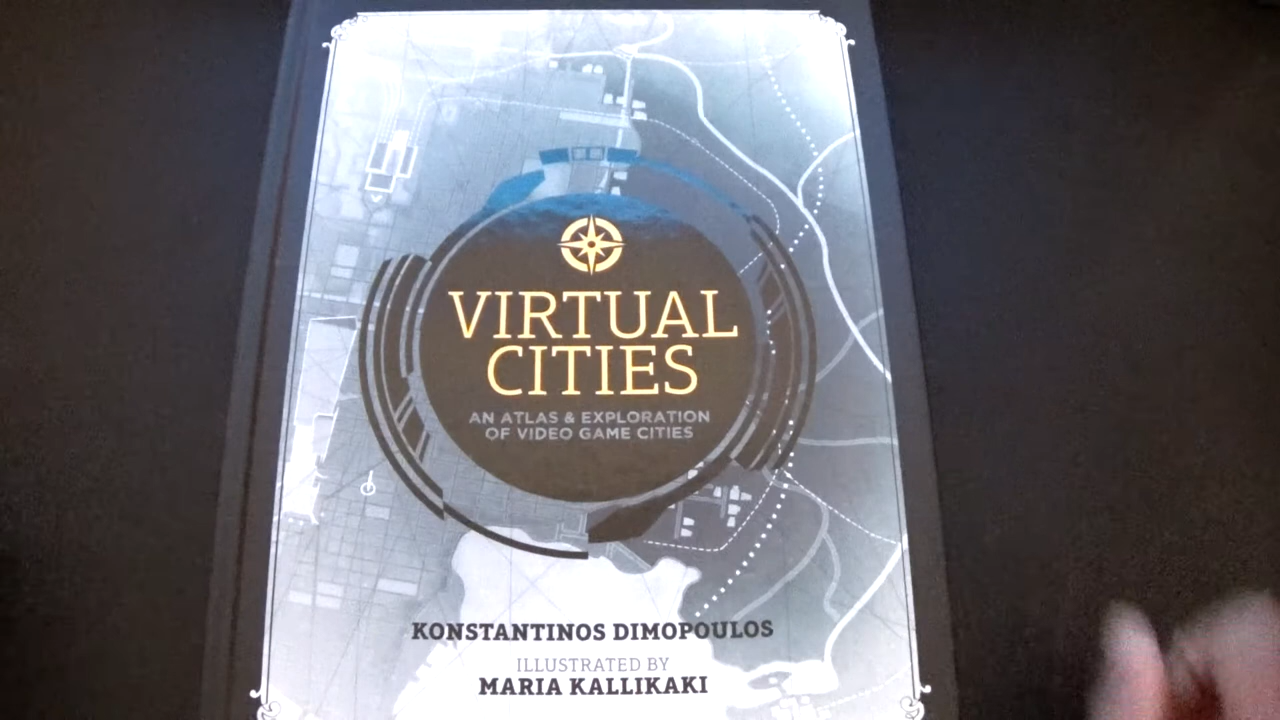 VIRTUAL
CITIES
AN ATLAS & EXPLORATION
OF VIDEO GAME CITIES
KONSTANTINOS DIMOPOULOS
ILLUSTRATED BY
MARIA KALLIKAKI